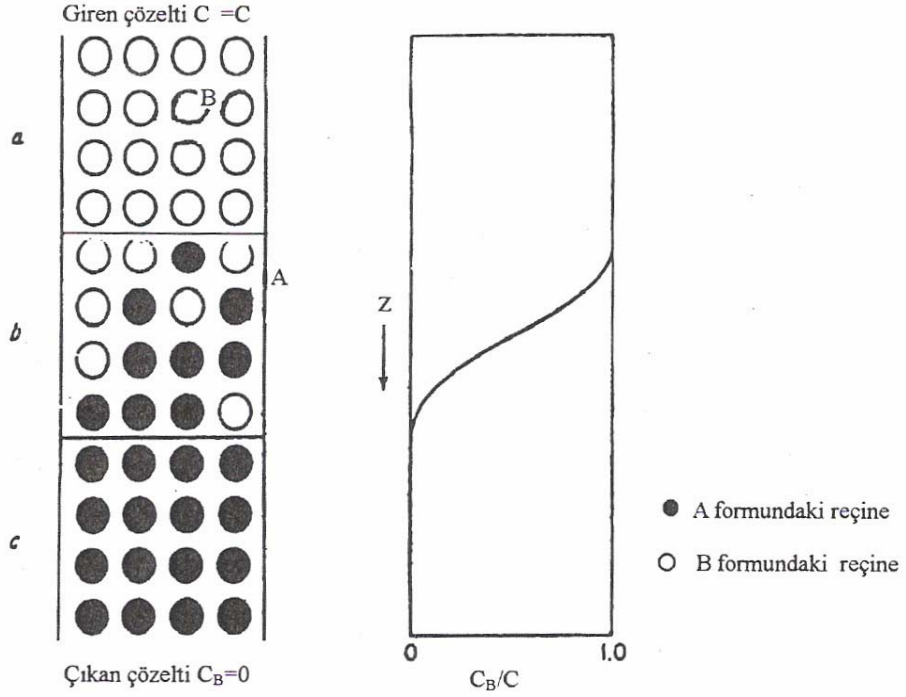 Giren çözelti C =C
B
a
A
b
Z
c
A formundaki reçine
B formundaki reçine
0
1.0
Çıkan çözelti C_B=0
C_B/C